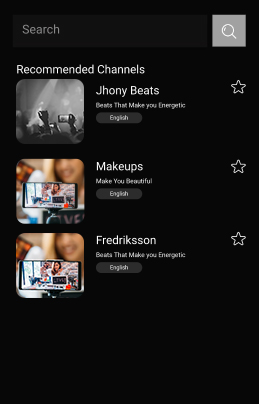 Search
Recommended Channels
Jhony Beats
Beats That Make you Energetic
English
Makeups
Make You Beautiful
English
Fredriksson
Beats That Make you Energetic
English